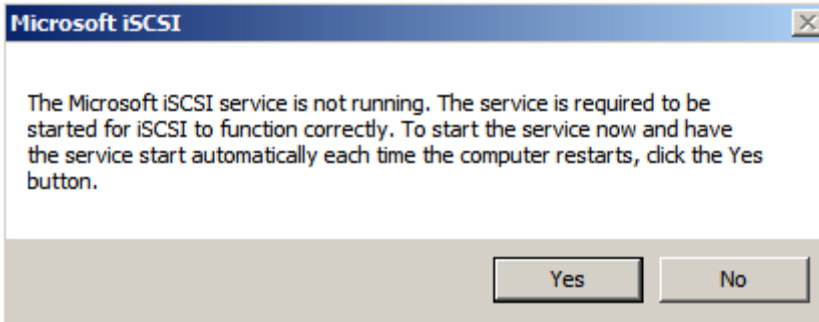 Microsoft iSCSI
The Microsoft iSCSI service is not running. The service is required to be
started for iSCSI to function correctly. To start the service now and have
the service start automatically each time the computer restarts, click the Yes
button.
Yes No